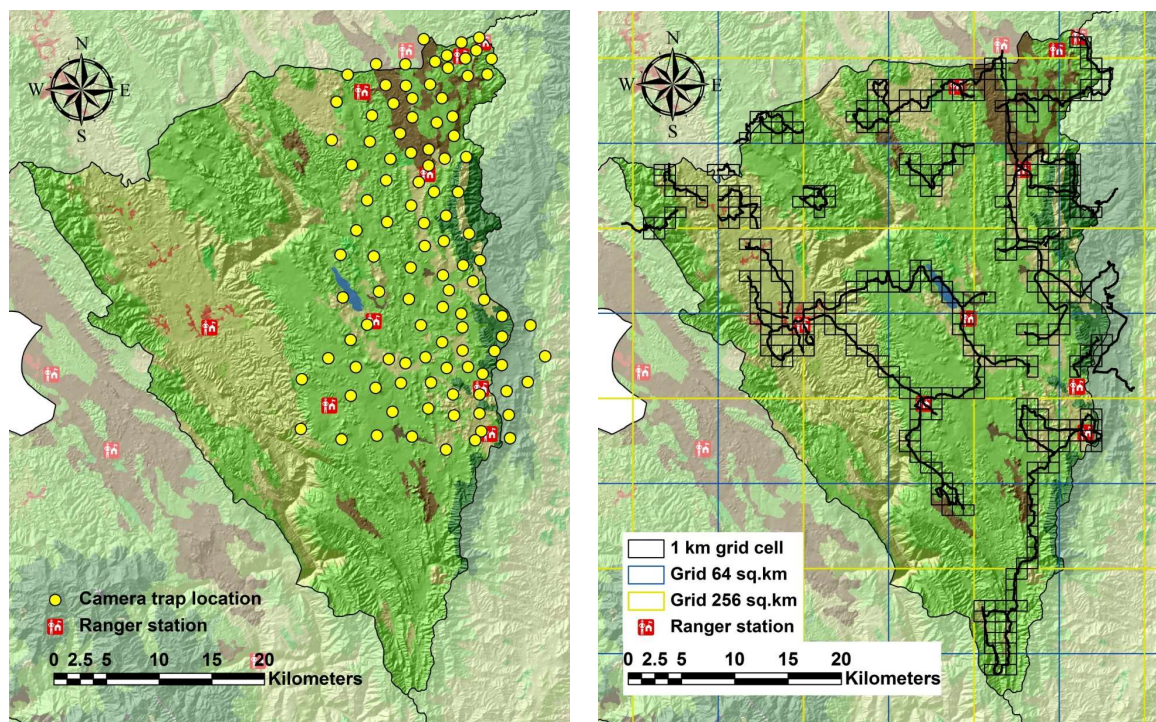 N
W E
S
Camera trap location
Ranger station
0 2.5 5 10 15 20
Kilometers
N
W E
S
1 km grid cell
Grid 64 sq.km
Grid 256 sq.km
Ranger station
0 2.5 5 10 15 20
Kilometers